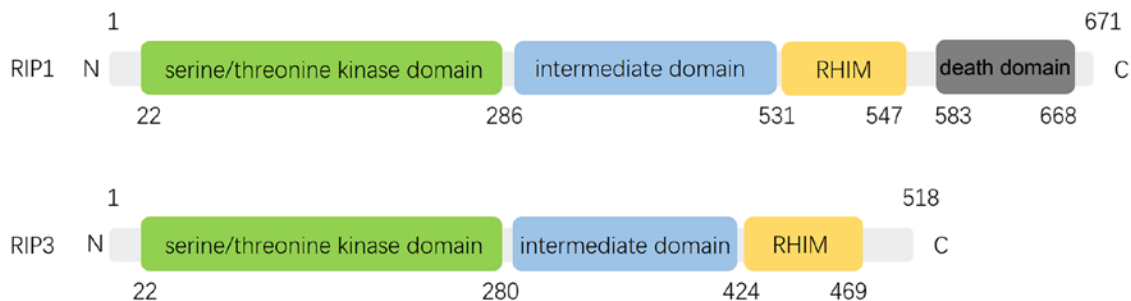 1 671
RIP1 N serine/threonine kinase domain intermediate domain RHIM death domain C
22 286 531 547 583 668
1 518
RIP3 N serine/threonine kinase domain intermediate domain RHIM C
22 280 424 469